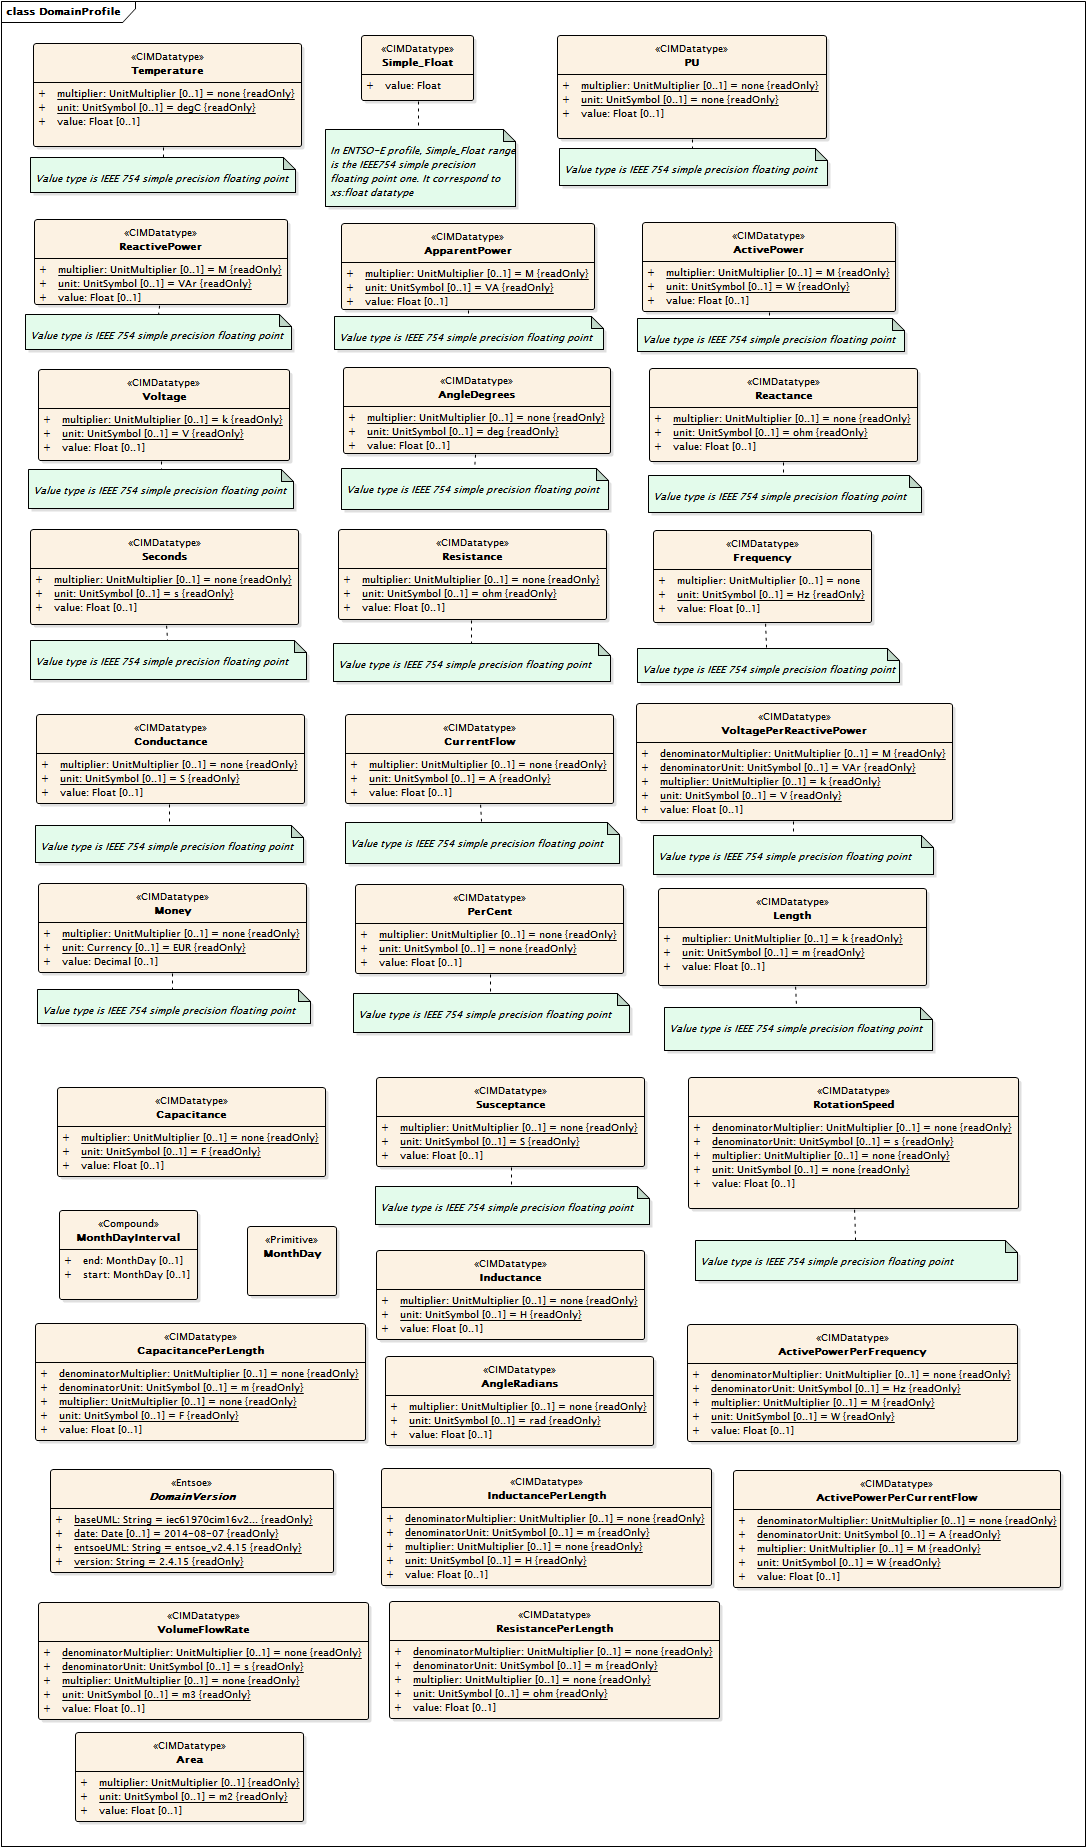 class DomainProfile
«CIMDatatype»
Temperature
+ multiplier: UnitMultiplier [0..1] = none {readOnly}
+ unit: UnitSymbol [0..1] = degC {readOnly}
+ value: Float [0..1]
Value type is IEEE 754 simple precision floating point
«CIMDatatype»
Simple_Float
+ value: Float
In ENTSO-E profile, Simple_Float range
is the IEEE754 simple precision
floating point one. It correspond to
xs:float datatype
«CIMDatatype»
PU
+ multiplier: UnitMultiplier [0..1] = none {readOnly}
+ unit: UnitSymbol [0..1] = none {readOnly}
+ value: Float [0..1]
Value type is IEEE 754 simple precision floating point
«CIMDatatype»
ReactivePower
+ multiplier: UnitMultiplier [0..1] = M {readOnly}
+ unit: UnitSymbol [0..1] = VAr {readOnly}
+ value: Float [0..1]
Value type is IEEE 754 simple precision floating point
«CIMDatatype»
ApparentPower
+ multiplier: UnitMultiplier [0..1] = M {readOnly}
+ unit: UnitSymbol [0..1] = VA {readOnly}
+ value: Float [0..1]
Value type is IEEE 754 simple precision floating point
«CIMDatatype»
ActivePower
+ multiplier: UnitMultiplier [0..1] = M {readOnly}
+ unit: UnitSymbol [0..1] = W {readOnly}
+ value: Float [0..1]
Value type is IEEE 754 simple precision floating point
«CIMDatatype»
Voltage
+ multiplier: UnitMultiplier [0..1] = k {readOnly}
+ unit: UnitSymbol [0..1] = V {readOnly}
+ value: Float [0..1]
Value type is IEEE 754 simple precision floating point
«CIMDatatype»
AngleDegrees
+ multiplier: UnitMultiplier [0..1] = none {readOnly}
+ unit: UnitSymbol [0..1] = deg {readOnly}
+ value: Float [0..1]
Value type is IEEE 754 simple precision floating point
«CIMDatatype»
Reactance
+ multiplier: UnitMultiplier [0..1] = none {readOnly}
+ unit: UnitSymbol [0..1] = ohm {readOnly}
+ value: Float [0..1]
Value type is IEEE 754 simple precision floating point
«CIMDatatype»
Seconds
+ multiplier: UnitMultiplier [0..1] = none {readOnly}
+ unit: UnitSymbol [0..1] = s {readOnly}
+ value: Float [0..1]
Value type is IEEE 754 simple precision floating point
«CIMDatatype»
Resistance
+ multiplier: UnitMultiplier [0..1] = none {readOnly}
+ unit: UnitSymbol [0..1] = ohm {readOnly}
+ value: Float [0..1]
Value type is IEEE 754 simple precision floating point
«CIMDatatype»
Frequency
+ multiplier: UnitMultiplier [0..1] = none
+ unit: UnitSymbol [0..1] = Hz {readOnly}
+ value: Float [0..1]
Value type is IEEE 754 simple precision floating point
«CIMDatatype»
Conductance
+ multiplier: UnitMultiplier [0..1] = none {readOnly}
+ unit: UnitSymbol [0..1] = S {readOnly}
+ value: Float [0..1]
Value type is IEEE 754 simple precision floating point
«CIMDatatype»
CurrentFlow
+ multiplier: UnitMultiplier [0..1] = none {readOnly}
+ unit: UnitSymbol [0..1] = A {readOnly}
+ value: Float [0..1]
Value type is IEEE 754 simple precision floating point
«CIMDatatype»
VoltagePerReactivePower
+ denominatorMultiplier: UnitMultiplier [0..1] = M {readOnly}
+ denominatorUnit: UnitSymbol [0..1] = VAr {readOnly}
+ multiplier: UnitMultiplier [0..1] = k {readOnly}
+ unit: UnitSymbol [0..1] = V {readOnly}
+ value: Float [0..1]
Value type is IEEE 754 simple precision floating point
«CIMDatatype»
Money
+ multiplier: UnitMultiplier [0..1] = none {readOnly}
+ unit: Currency [0..1] = EUR {readOnly}
+ value: Decimal [0..1]
Value type is IEEE 754 simple precision floating point
«CIMDatatype»
PerCent
+ multiplier: UnitMultiplier [0..1] = none {readOnly}
+ unit: UnitSymbol [0..1] = none {readOnly}
+ value: Float [0..1]
Value type is IEEE 754 simple precision floating point
«CIMDatatype»
Length
+ multiplier: UnitMultiplier [0..1] = k {readOnly}
+ unit: UnitSymbol [0..1] = m {readOnly}
+ value: Float [0..1]
Value type is IEEE 754 simple precision floating point
«CIMDatatype»
Capacitance
+ multiplier: UnitMultiplier [0..1] = none {readOnly}
+ unit: UnitSymbol [0..1] = F {readOnly}
+ value: Float [0..1]
«CIMDatatype»
Susceptance
+ multiplier: UnitMultiplier [0..1] = none {readOnly}
+ unit: UnitSymbol [0..1] = S {readOnly}
+ value: Float [0..1]
Value type is IEEE 754 simple precision floating point
«CIMDatatype»
RotationSpeed
+ denominatorMultiplier: UnitMultiplier [0..1] = none {readOnly}
+ denominatorUnit: UnitSymbol [0..1] = s {readOnly}
+ multiplier: UnitMultiplier [0..1] = none {readOnly}
+ unit: UnitSymbol [0..1] = none {readOnly}
+ value: Float [0..1]
Value type is IEEE 754 simple precision floating point
«Compound»
MonthDayInterval
+ end: MonthDay [0..1]
+ start: MonthDay [0..1]
«Primitive»
MonthDay
«CIMDatatype»
Inductance
+ multiplier: UnitMultiplier [0..1] = none {readOnly}
+ unit: UnitSymbol [0..1] = H {readOnly}
+ value: Float [0..1]
«CIMDatatype»
CapacitancePerLength
+ denominatorMultiplier: UnitMultiplier [0..1] = none {readOnly}
+ denominatorUnit: UnitSymbol [0..1] = m {readOnly}
+ multiplier: UnitMultiplier [0..1] = none {readOnly}
+ unit: UnitSymbol [0..1] = F {readOnly}
+ value: Float [0..1]
«CIMDatatype»
AngleRadians
+ multiplier: UnitMultiplier [0..1] = none {readOnly}
+ unit: UnitSymbol [0..1] = rad {readOnly}
+ value: Float [0..1]
«CIMDatatype»
ActivePowerPerFrequency
+ denominatorMultiplier: UnitMultiplier [0..1] = none {readOnly}
+ denominatorUnit: UnitSymbol [0..1] = Hz {readOnly}
+ multiplier: UnitMultiplier [0..1] = M {readOnly}
+ unit: UnitSymbol [0..1] = W {readOnly}
+ value: Float [0..1]
«Entsoe»
DomainVersion
+ baseUML: String = iec61970cim16v2... {readOnly}
+ date: Date [0..1] = 2014-08-07 {readOnly}
+ entsoeUML: String = entsoe_v2.4.15 {readOnly}
+ version: String = 2.4.15 {readOnly}
«CIMDatatype»
InductancePerLength
+ denominatorMultiplier: UnitMultiplier [0..1] = none {readOnly}
+ denominatorUnit: UnitSymbol [0..1] = m {readOnly}
+ multiplier: UnitMultiplier [0..1] = none {readOnly}
+ unit: UnitSymbol [0..1] = H {readOnly}
+ value: Float [0..1]
«CIMDatatype»
ActivePowerPerCurrentFlow
+ denominatorMultiplier: UnitMultiplier [0..1] = none {readOnly}
+ denominatorUnit: UnitSymbol [0..1] = A {readOnly}
+ multiplier: UnitMultiplier [0..1] = M {readOnly}
+ unit: UnitSymbol [0..1] = W {readOnly}
+ value: Float [0..1]
«CIMDatatype»
VolumeFlowRate
+ denominatorMultiplier: UnitMultiplier [0..1] = none {readOnly}
+ denominatorUnit: UnitSymbol [0..1] = s {readOnly}
+ multiplier: UnitMultiplier [0..1] = none {readOnly}
+ unit: UnitSymbol [0..1] = m3 {readOnly}
+ value: Float [0..1]
«CIMDatatype»
ResistancePerLength
+ denominatorMultiplier: UnitMultiplier [0..1] = none {readOnly}
+ denominatorUnit: UnitSymbol [0..1] = m {readOnly}
+ multiplier: UnitMultiplier [0..1] = none {readOnly}
+ unit: UnitSymbol [0..1] = ohm {readOnly}
+ value: Float [0..1]
«CIMDatatype»
Area
+ multiplier: UnitMultiplier [0..1] {readOnly}
+ unit: UnitSymbol [0..1] = m2 {readOnly}
+ value: Float [0..1]